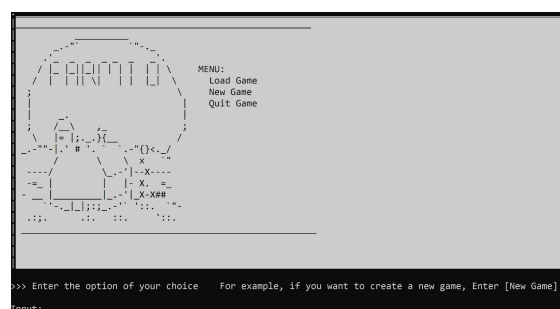 MENU:
Load Game
New Game
Quit Game
>>> Enter the option of your choice    For example, if you want to create a new game, Enter [New Game]
Input: